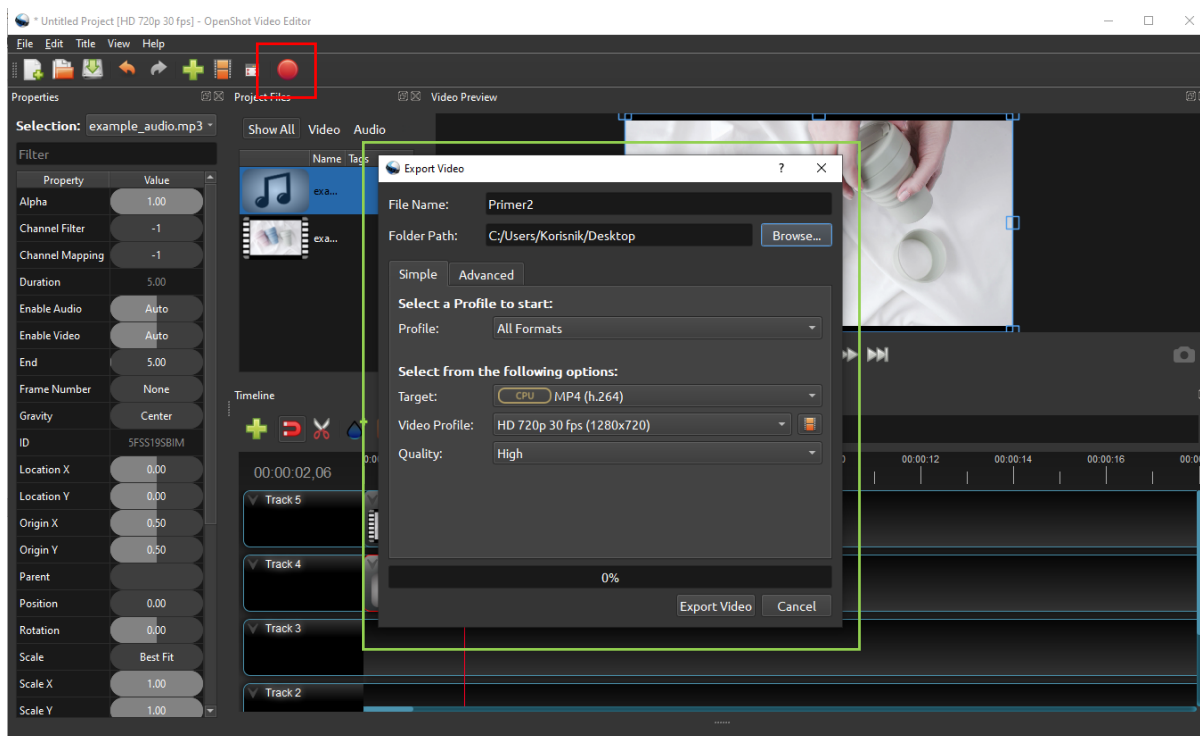 * Untitled Project [HD 720p 30 fps] - OpenShot Video Editor
File Edit Title View Help
Properties
Project Files
Video Preview
Selection: example_audio.mp3
Show All Video Audio
Filter
Name Tags
Property Value
Alpha 1.00
Channel Filter -1
Channel Mapping -1
Duration 5.00
Enable Audio Auto
Enable Video Auto
End 5.00
Frame Number None
Gravity Center
ID 5FSS19SBIM
Location X 0.00
Location Y 0.00
Origin X 0.50
Origin Y 0.50
Parent
Position 0.00
Rotation 0.00
Scale Best Fit
Scale X 1.00
Scale Y 1.00
exa...
exa...
Export Video ?
File Name: Primer2
Folder Path: C:/Users/Korisnik/Desktop Browse...
Simple Advanced
Select a Profile to start:
Profile: All Formats
Select from the following options:
Target: CPU MP4 (h.264)
Video Profile: HD 720p 30 fps (1280x720)
Quality: High
0%
Export Video Cancel
Timeline
00:00:02,06
00:00:12 00:00:14 00:00:16
Track 5
Track 4
Track 3
Track 2